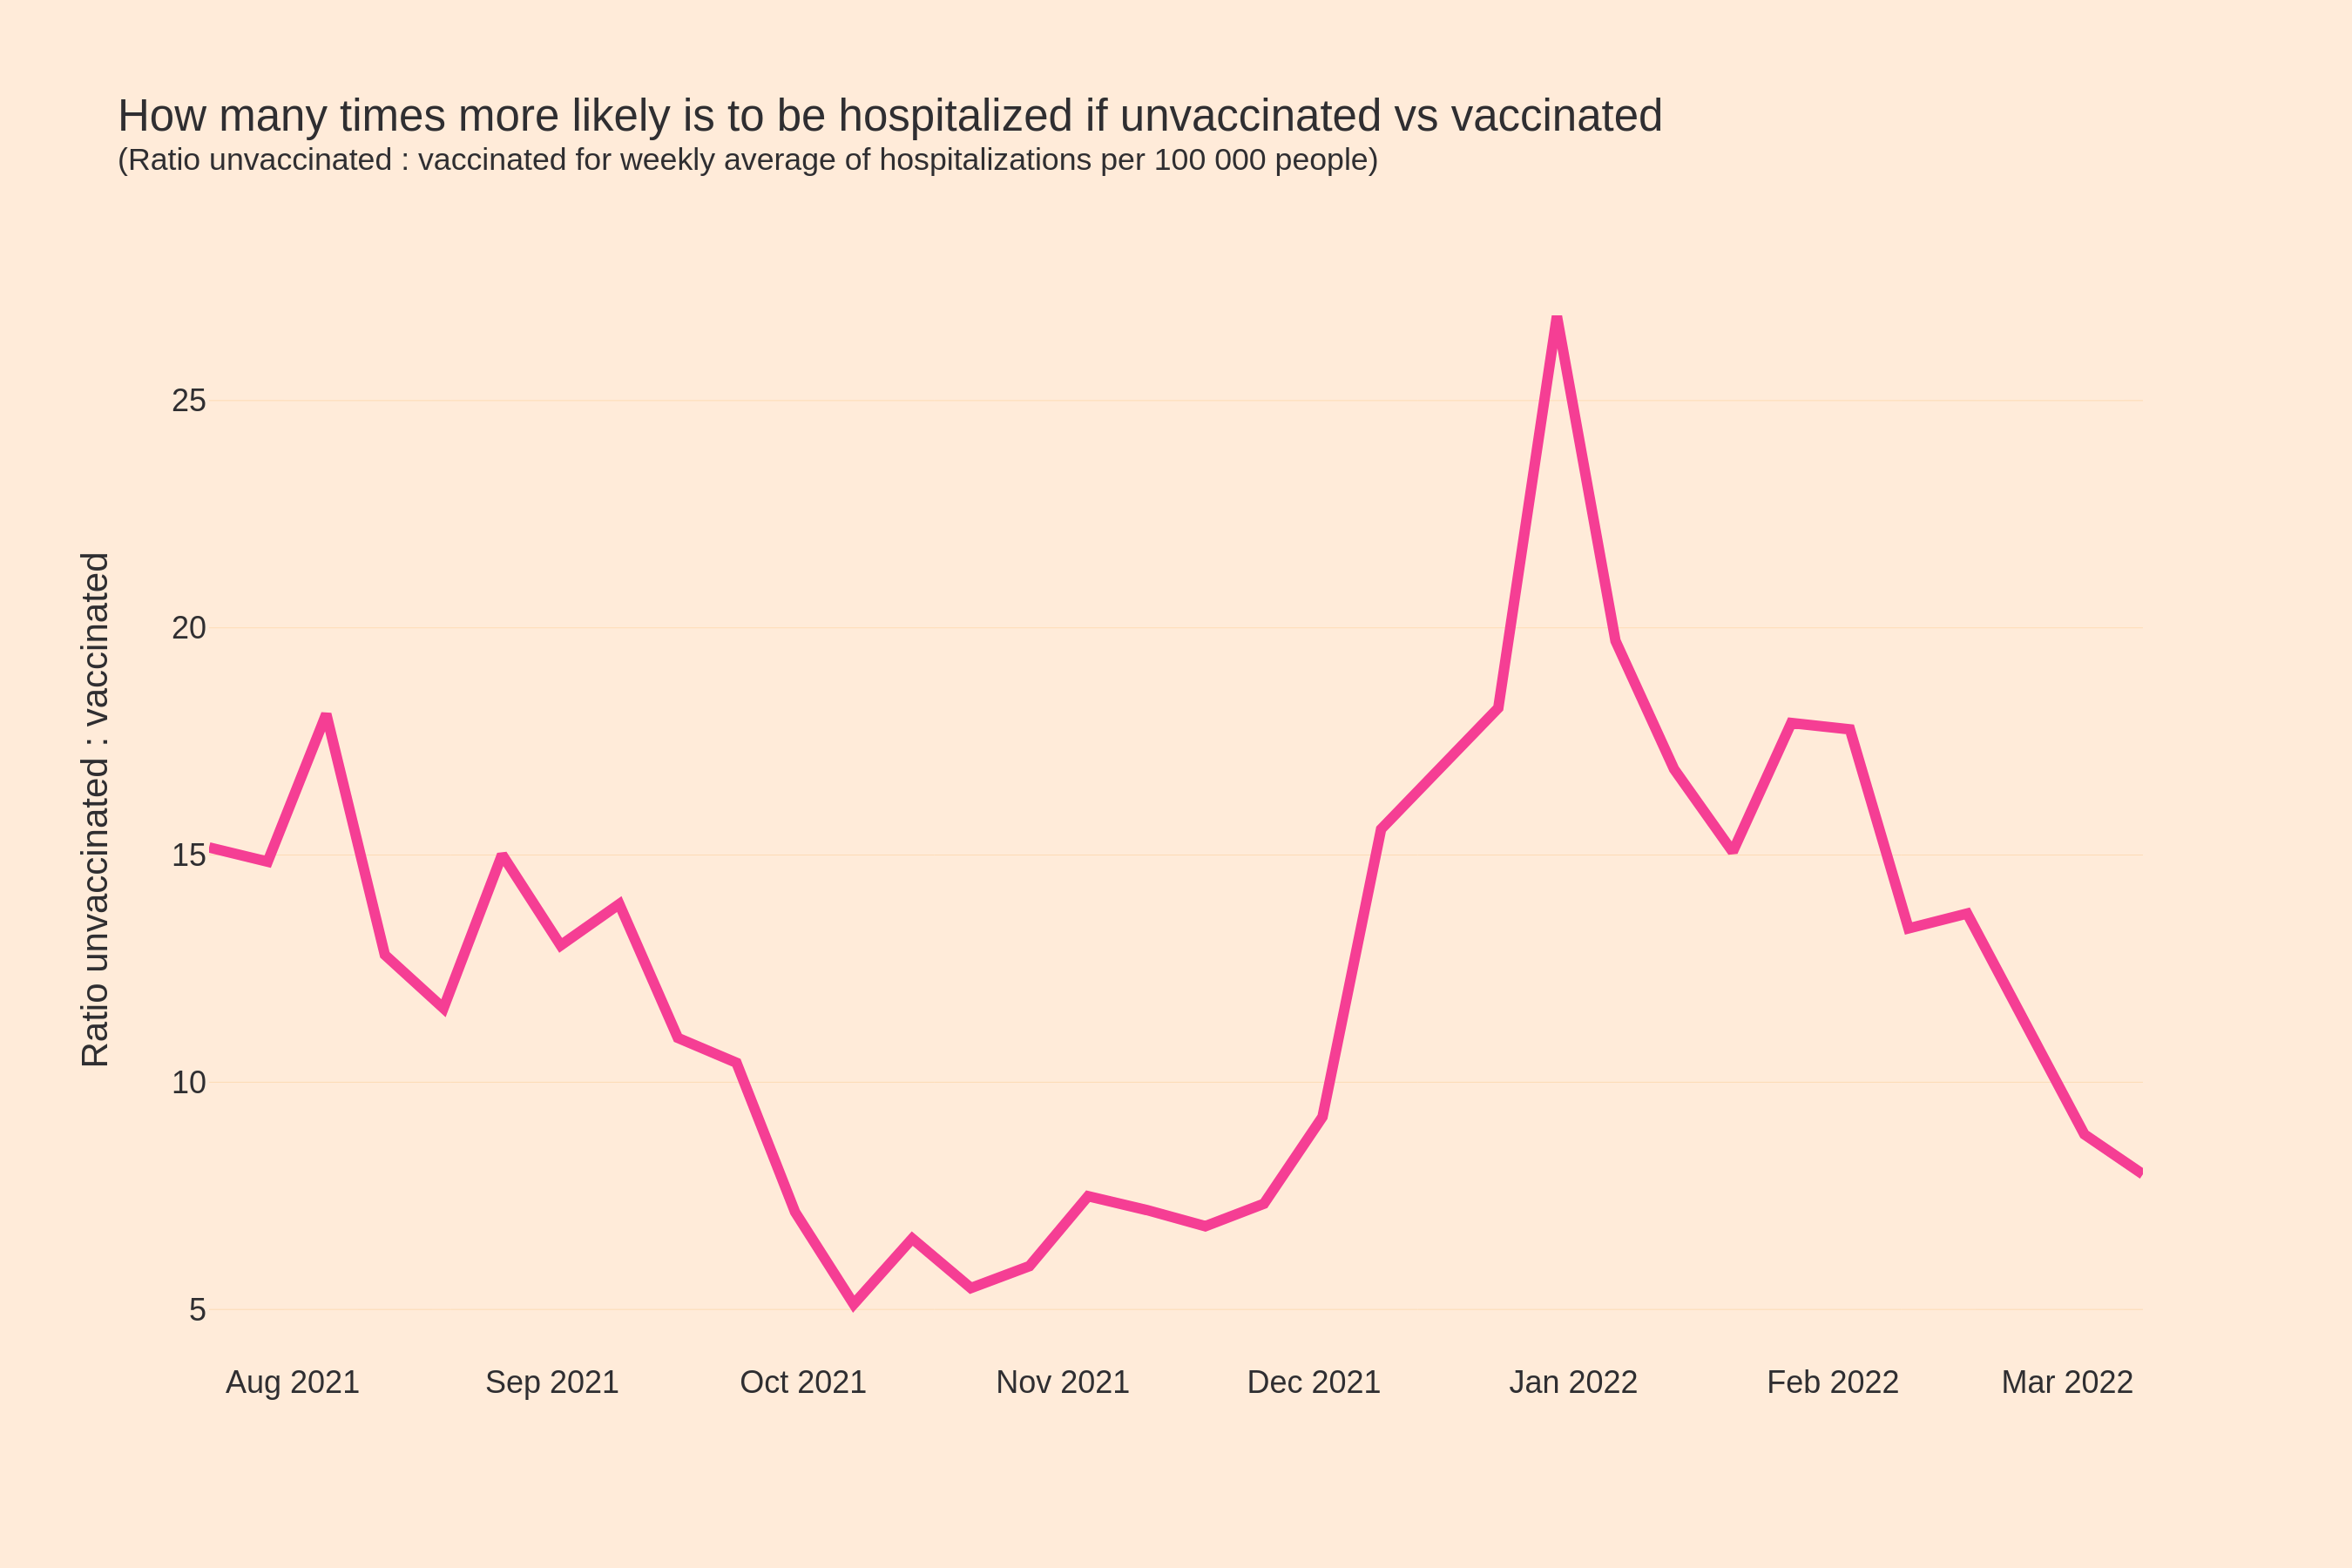 How many times more likely is to be hospitalized if unvaccinated vs vaccinated
(Ratio unvaccinated : vaccinated for weekly average of hospitalizations per 100 000 people)
Ratio unvaccinated : vaccinated
25
20
15
10
5
Aug 2021 Sep 2021 Oct 2021 Nov 2021 Dec 2021 Jan 2022 Feb 2022 Mar 2022